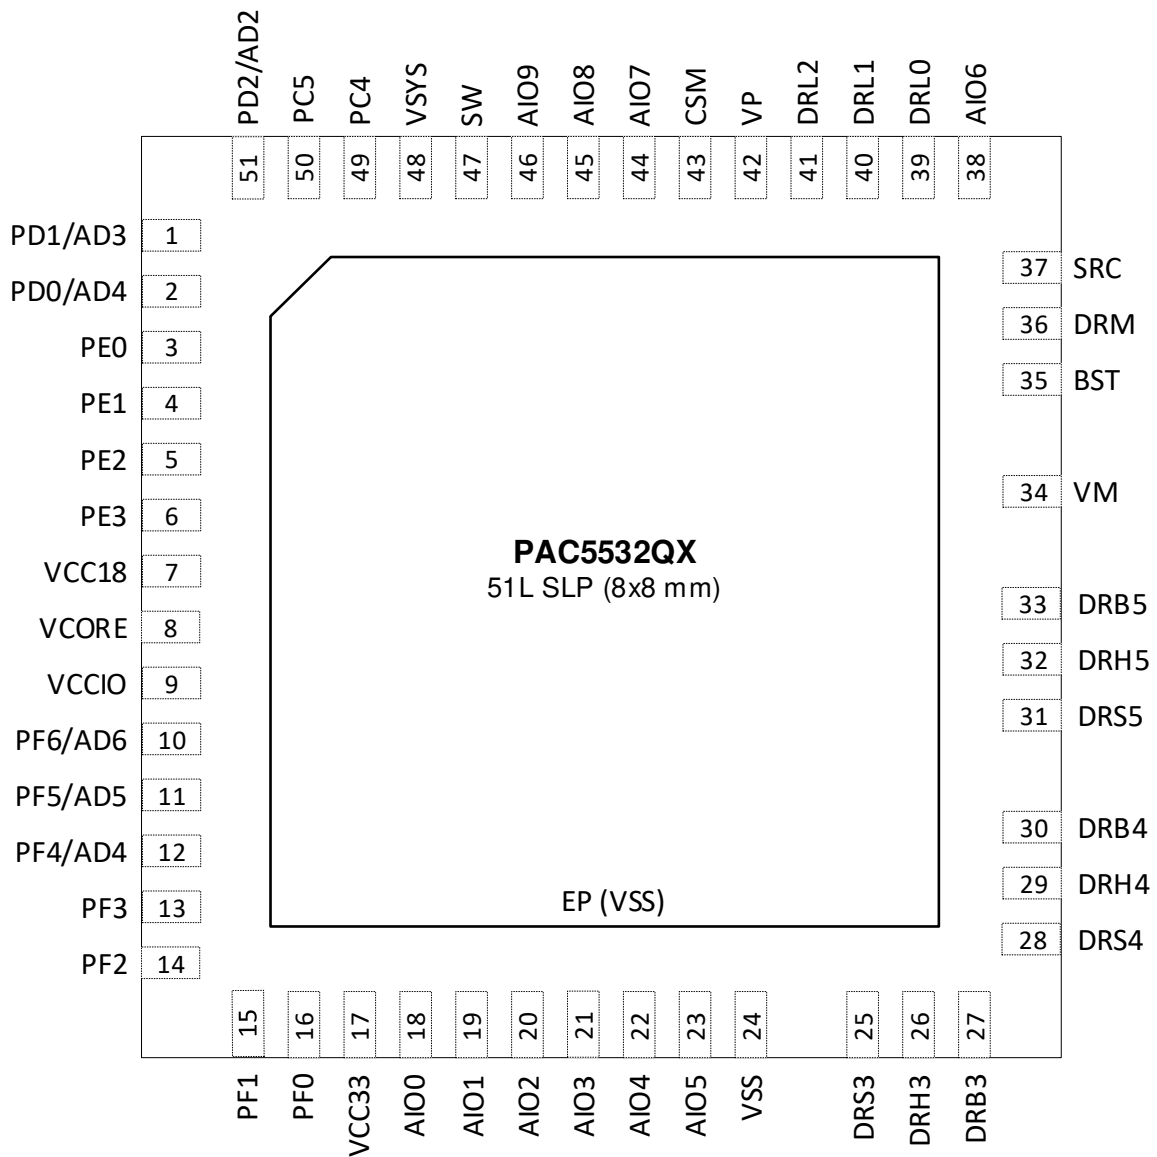 PD2/AD2 PC5 PC4 VSYS SW AIO9 AIO8 AIO7 CSM VP DRL2 DRL1 DRL0 AIO6
51 50 49 48 47 46 45 44 43 42 41 40 39 38
PD1/AD3 1
37 SRC
PD0/AD4 2
36 DRM
PE0 3
35 BST
PE1 4
PE2 5
34 VM
PE3 6
PAC5532QX
VCC18 7
51L SLP (8x8 mm)
33 DRB5
VCORE 8
32 DRH5
VCCIO 9
31 DRS5
PF6/AD6 10
PF5/AD5 11
30 DRB4
PF4/AD4 12
29 DRH4
PF3 13
EP (VSS)
28 DRS4
PF2 14
15 16 17 18 19 20 21 22 23 24 25 26 27
PF1 PF0 VCC33 AIO0 AIO1 AIO2 AIO3 AIO4 AIO5 VSS DRS3 DRH3 DRB3